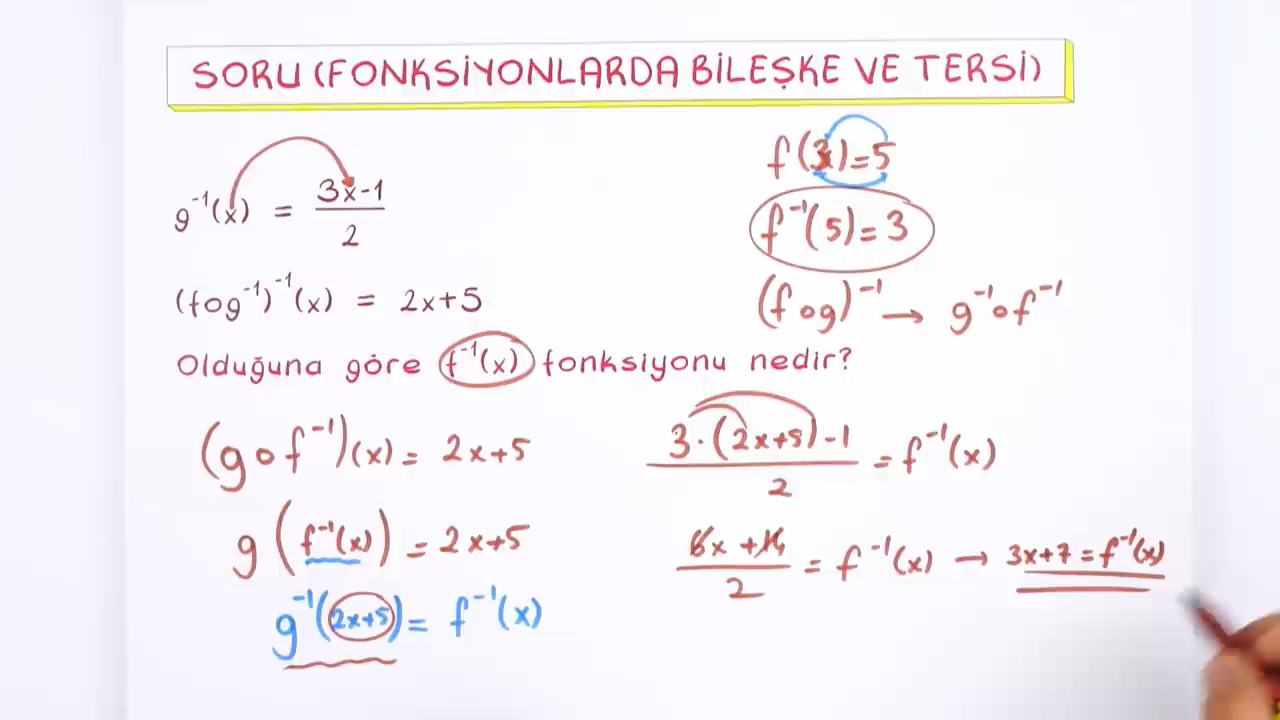 SORU (FONKSİYONLARDA BİLEŞKE VE TERSİ)
g⁻¹(x) = (3x-1)/2
(fog⁻¹)⁻¹(x) = 2x+5
Olduğuna göre f⁻¹(x) fonksiyonu nedir?
f(3)=5
f⁻¹(5)=3
(fog)⁻¹ → g⁻¹of⁻¹
(gof⁻¹)(x) = 2x+5
g(f⁻¹(x)) = 2x+5
g⁻¹(2x+5) = f⁻¹(x)
(3·(2x+5)-1)/2 = f⁻¹(x)
(6x+14)/2 = f⁻¹(x) → 3x+7 = f⁻¹(x)